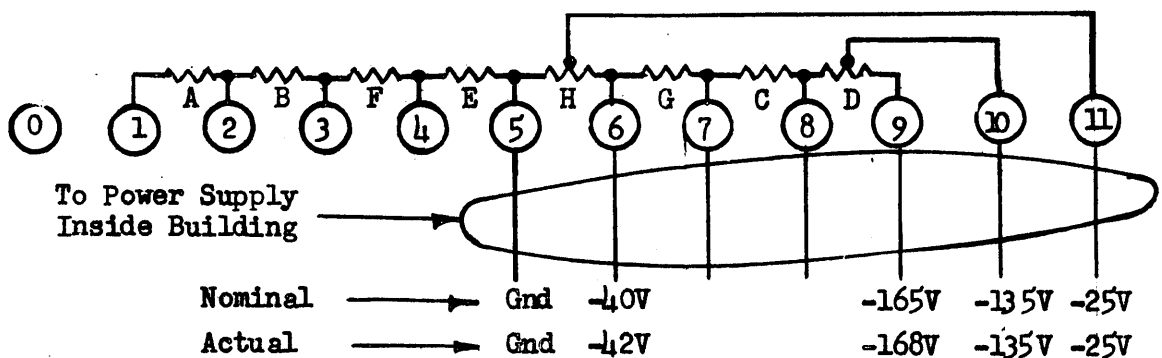 A B F E H G C D
0 1 2 3 4 5 6 7 8 9 10 11
To Power Supply
Inside Building
Nominal Gnd -40V -165V -135V -25V
Actual Gnd -42V -168V -135V -25V